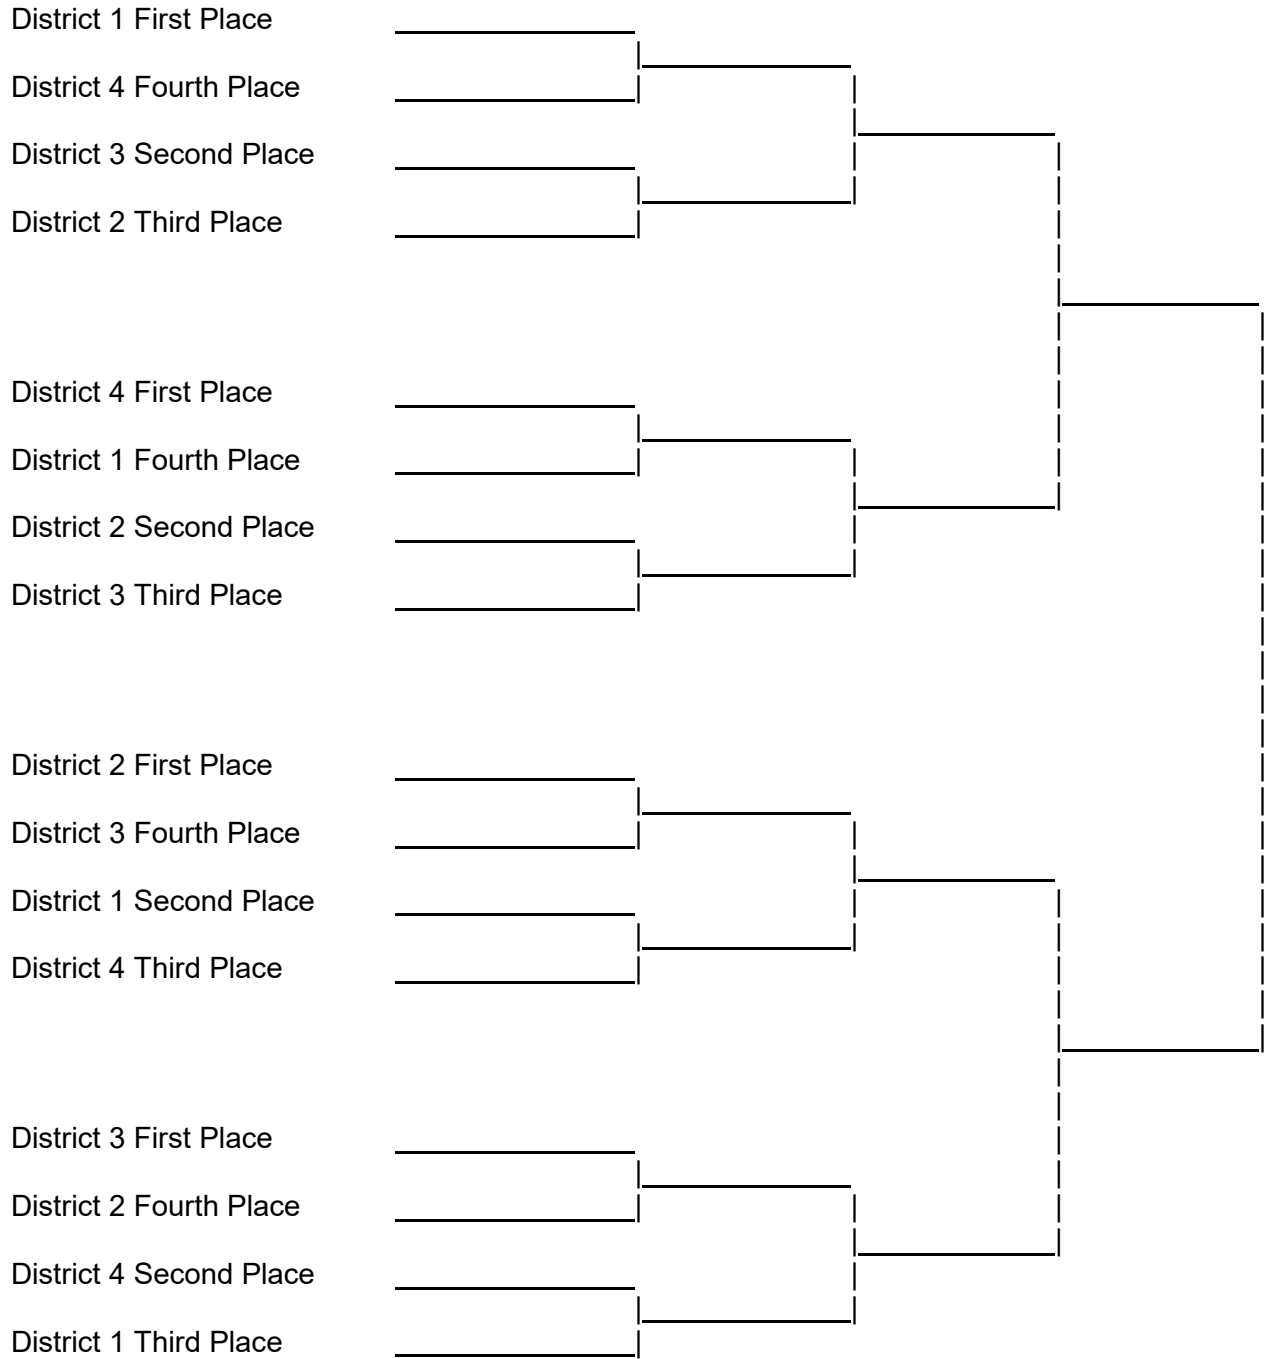 District 1 First Place
District 4 Fourth Place
District 3 Second Place
District 2 Third Place
District 4 First Place
District 1 Fourth Place
District 2 Second Place
District 3 Third Place
District 2 First Place
District 3 Fourth Place
District 1 Second Place
District 4 Third Place
District 3 First Place
District 2 Fourth Place
District 4 Second Place
District 1 Third Place